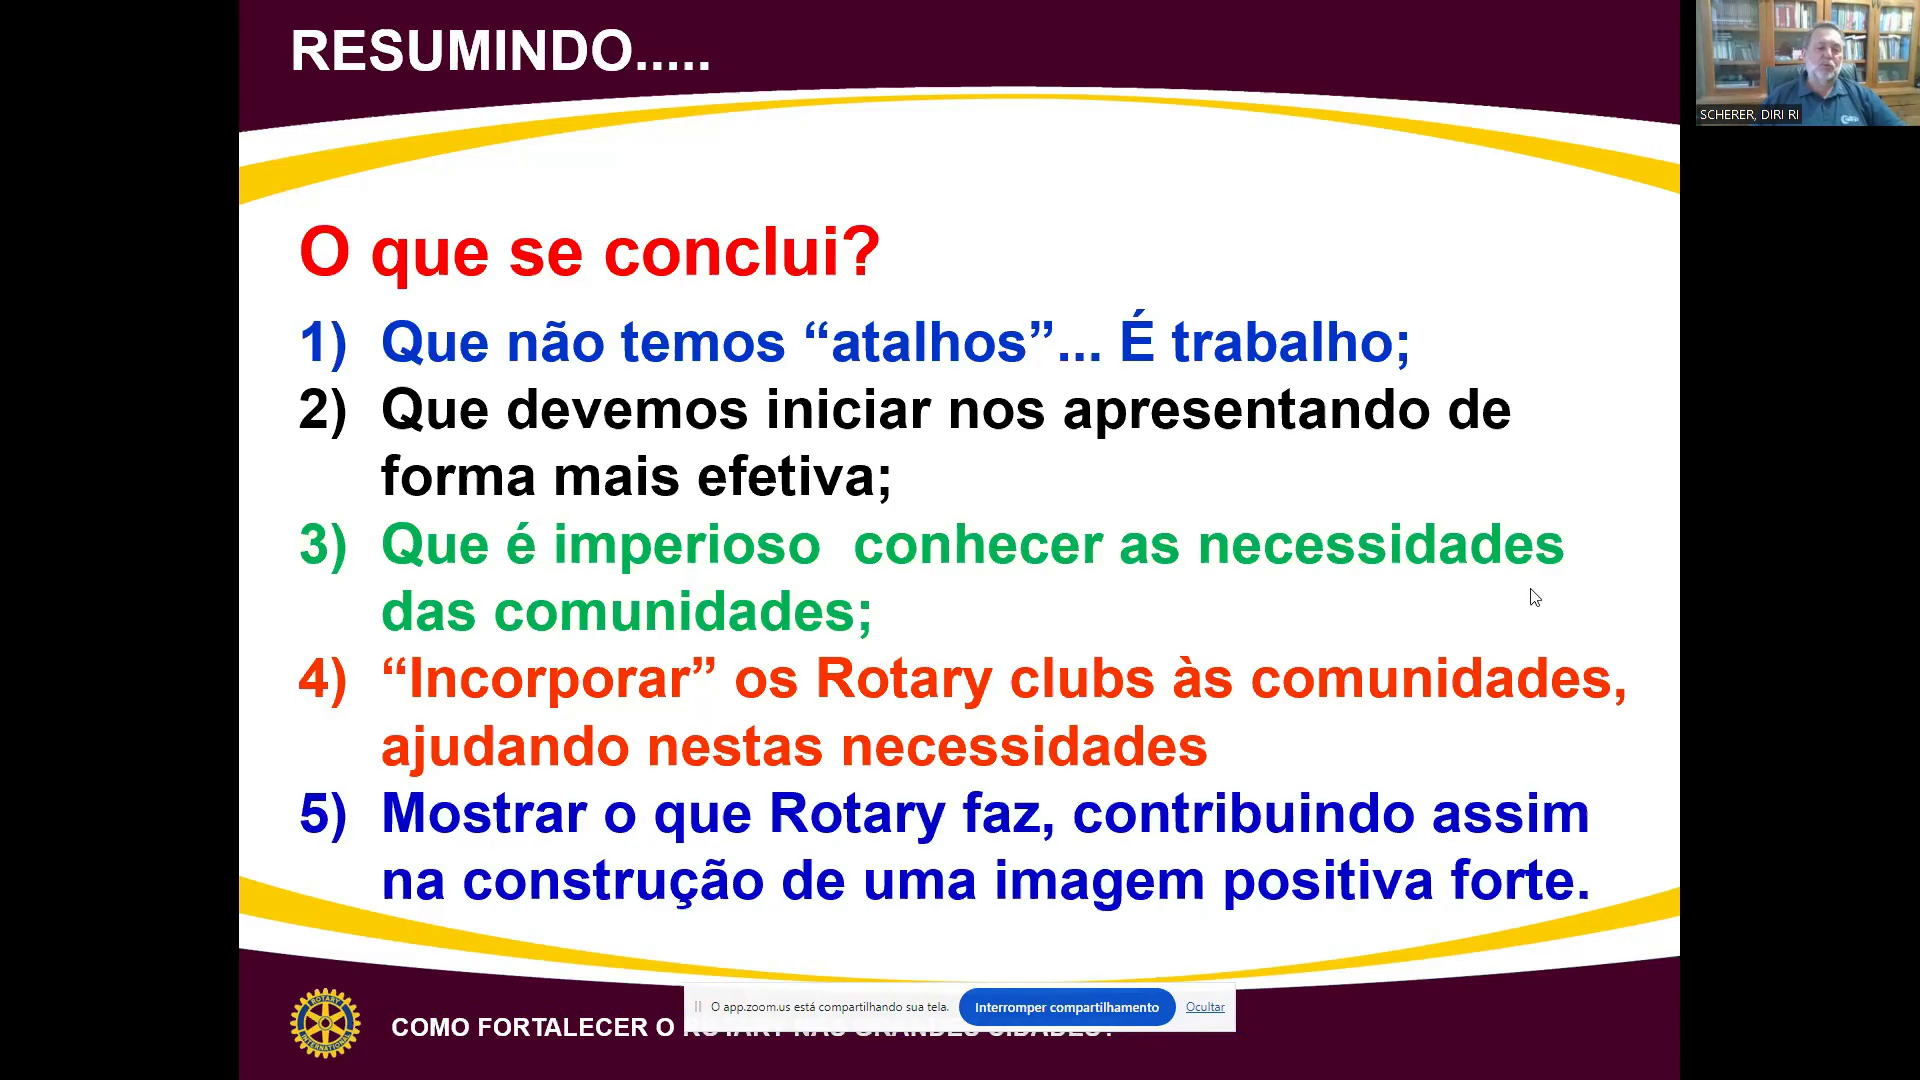 RESUMINDO.....
SCHERER, DIRI RI
O que se conclui?
1) Que não temos “atalhos”... É trabalho;
2) Que devemos iniciar nos apresentando de
forma mais efetiva;
3) Que é imperioso  conhecer as necessidades
das comunidades;
4) “Incorporar” os Rotary clubs às comunidades,
ajudando nestas necessidades
5) Mostrar o que Rotary faz, contribuindo assim
na construção de uma imagem positiva forte.
O app.zoom.us está compartilhando sua tela. Interromper compartilhamento Ocultar
ROTARY
INTERNATIONAL
COMO FORTALECER O ROTARY NAS GRANDES CIDADES?